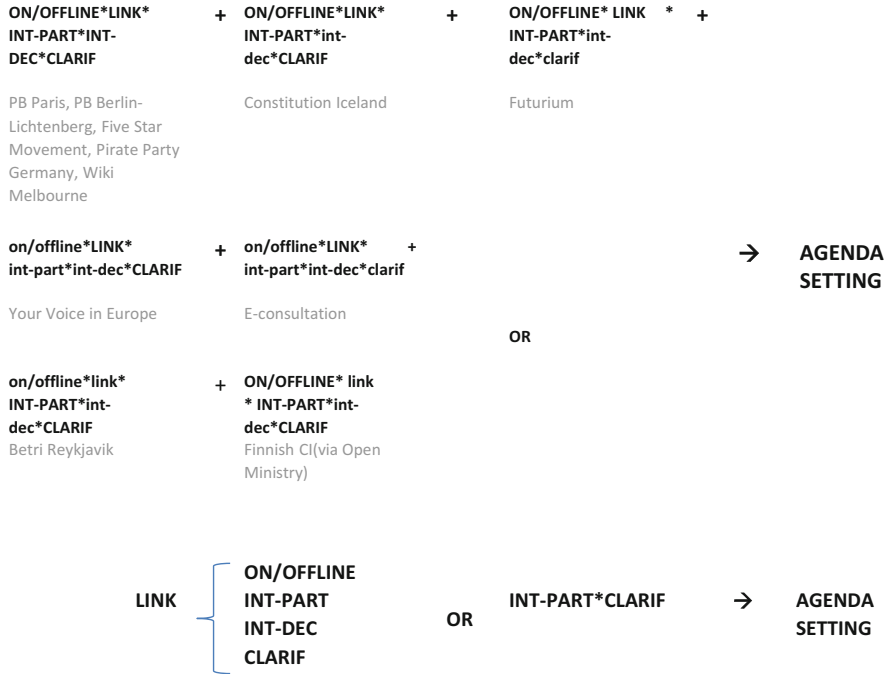 ON/OFFLINE*LINK* + ON/OFFLINE*LINK* + ON/OFFLINE* LINK * +
INT-PART*INT- INT-PART*int- INT-PART*int-
DEC*CLARIF dec*CLARIF dec*clarif
PB Paris, PB Berlin- Constitution Iceland Futurium
Lichtenberg, Five Star
Movement, Pirate Party
Germany, Wiki
Melbourne
on/offline*LINK* + on/offline*LINK* + → AGENDA
int-part*int-dec*CLARIF int-part*int-dec*clarif SETTING
Your Voice in Europe E-consultation
OR
on/offline*link* + ON/OFFLINE* link
INT-PART*int- * INT-PART*int-
dec*CLARIF dec*CLARIF
Betri Reykjavik Finnish CI(via Open
Ministry)
ON/OFFLINE
LINK INT-PART OR INT-PART*CLARIF → AGENDA
INT-DEC SETTING
CLARIF